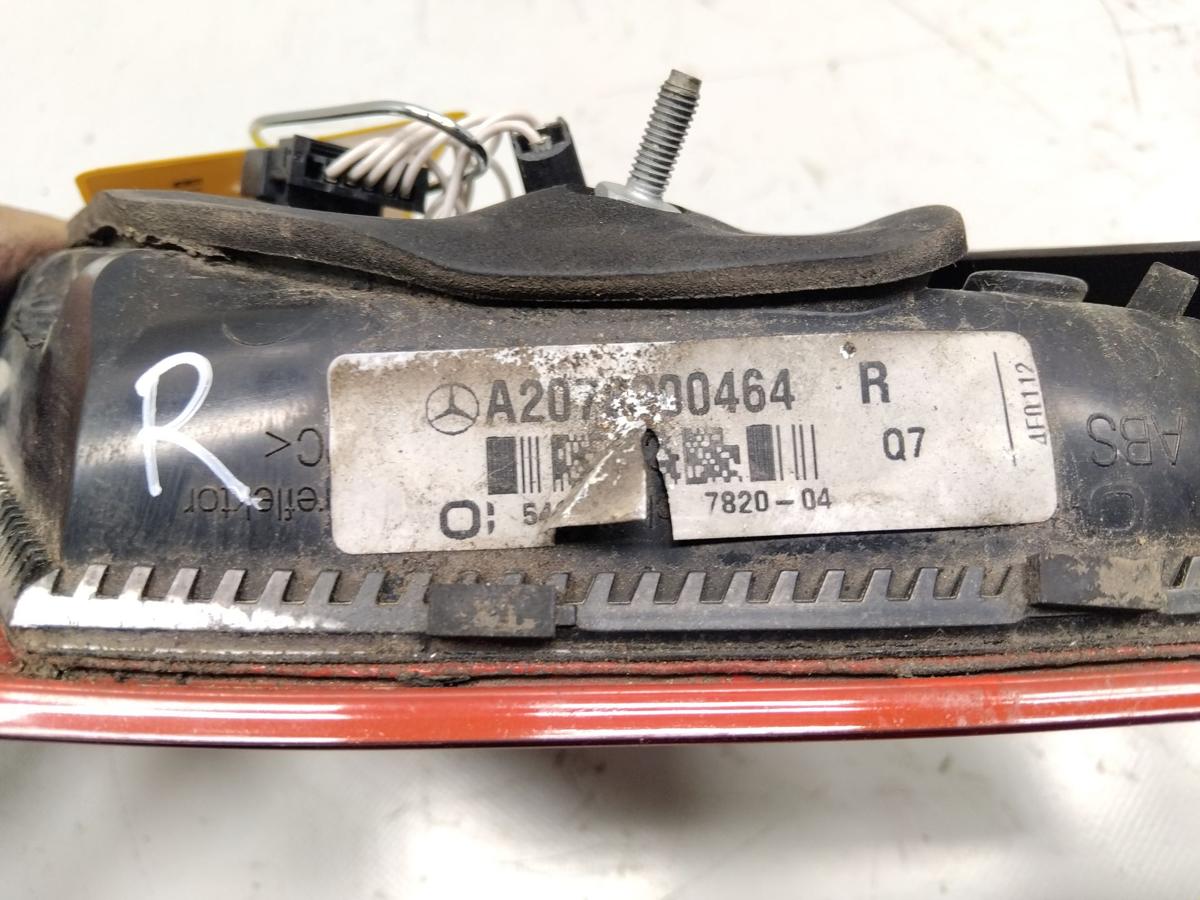 R
A207 00464 R
Q7
7820-04
4F0112
reflektor
ABS